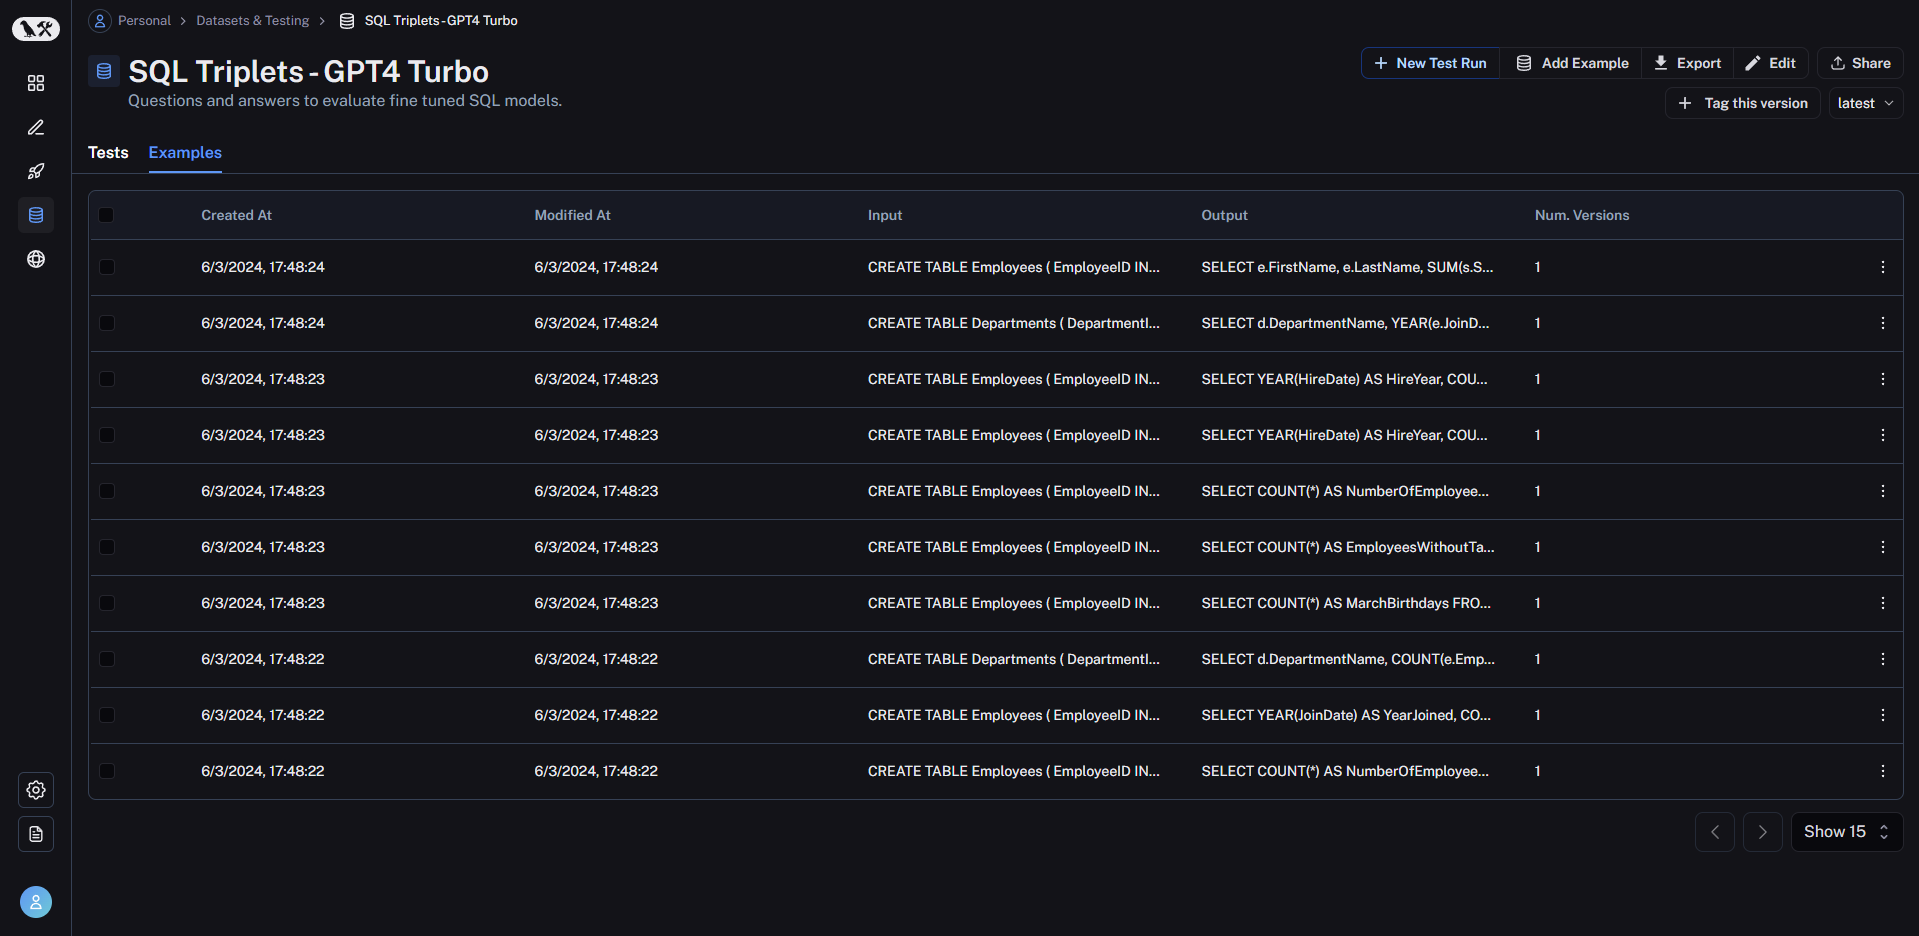 Personal > Datasets & Testing > SQL Triplets - GPT4 Turbo
SQL Triplets - GPT4 Turbo
Questions and answers to evaluate fine tuned SQL models.
New Test Run Add Example Export Edit Share
Tag this version latest
Tests Examples
Created At Modified At Input Output Num. Versions
6/3/2024, 17:48:24 6/3/2024, 17:48:24 CREATE TABLE Employees ( EmployeeID IN... SELECT e.FirstName, e.LastName, SUM(s.S... 1
6/3/2024, 17:48:24 6/3/2024, 17:48:24 CREATE TABLE Departments ( DepartmentI... SELECT d.DepartmentName, YEAR(e.JoinD... 1
6/3/2024, 17:48:23 6/3/2024, 17:48:23 CREATE TABLE Employees ( EmployeeID IN... SELECT YEAR(HireDate) AS HireYear, COU... 1
6/3/2024, 17:48:23 6/3/2024, 17:48:23 CREATE TABLE Employees ( EmployeeID IN... SELECT YEAR(HireDate) AS HireYear, COU... 1
6/3/2024, 17:48:23 6/3/2024, 17:48:23 CREATE TABLE Employees ( EmployeeID IN... SELECT COUNT(*) AS NumberOfEmployee... 1
6/3/2024, 17:48:23 6/3/2024, 17:48:23 CREATE TABLE Employees ( EmployeeID IN... SELECT COUNT(*) AS EmployeesWithoutTa... 1
6/3/2024, 17:48:23 6/3/2024, 17:48:23 CREATE TABLE Employees ( EmployeeID IN... SELECT COUNT(*) AS MarchBirthdays FRO... 1
6/3/2024, 17:48:22 6/3/2024, 17:48:22 CREATE TABLE Departments ( DepartmentI... SELECT d.DepartmentName, COUNT(e.Emp... 1
6/3/2024, 17:48:22 6/3/2024, 17:48:22 CREATE TABLE Employees ( EmployeeID IN... SELECT YEAR(JoinDate) AS YearJoined, CO... 1
6/3/2024, 17:48:22 6/3/2024, 17:48:22 CREATE TABLE Employees ( EmployeeID IN... SELECT COUNT(*) AS NumberOfEmployee... 1
Show 15